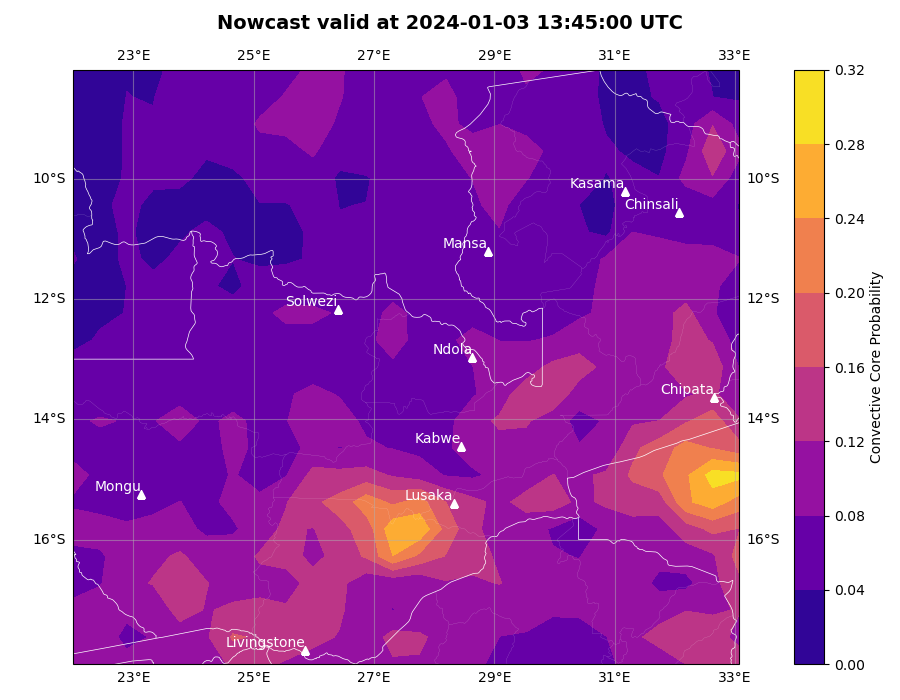 Nowcast valid at 2024-01-03 13:45:00 UTC
23°E 25°E 27°E 29°E 31°E 33°E
0.32
0.28
10°S Kasama 10°S
Chinsali
0.24
Mansa
12°S Solwezi 12°S
0.20
Ndola
0.16
Chipata
14°S 14°S
Kabwe
0.12
Mongu Lusaka
0.08
16°S 16°S
0.04
Livingstone
0.00
23°E 25°E 27°E 29°E 31°E 33°E
Convective Core Probability